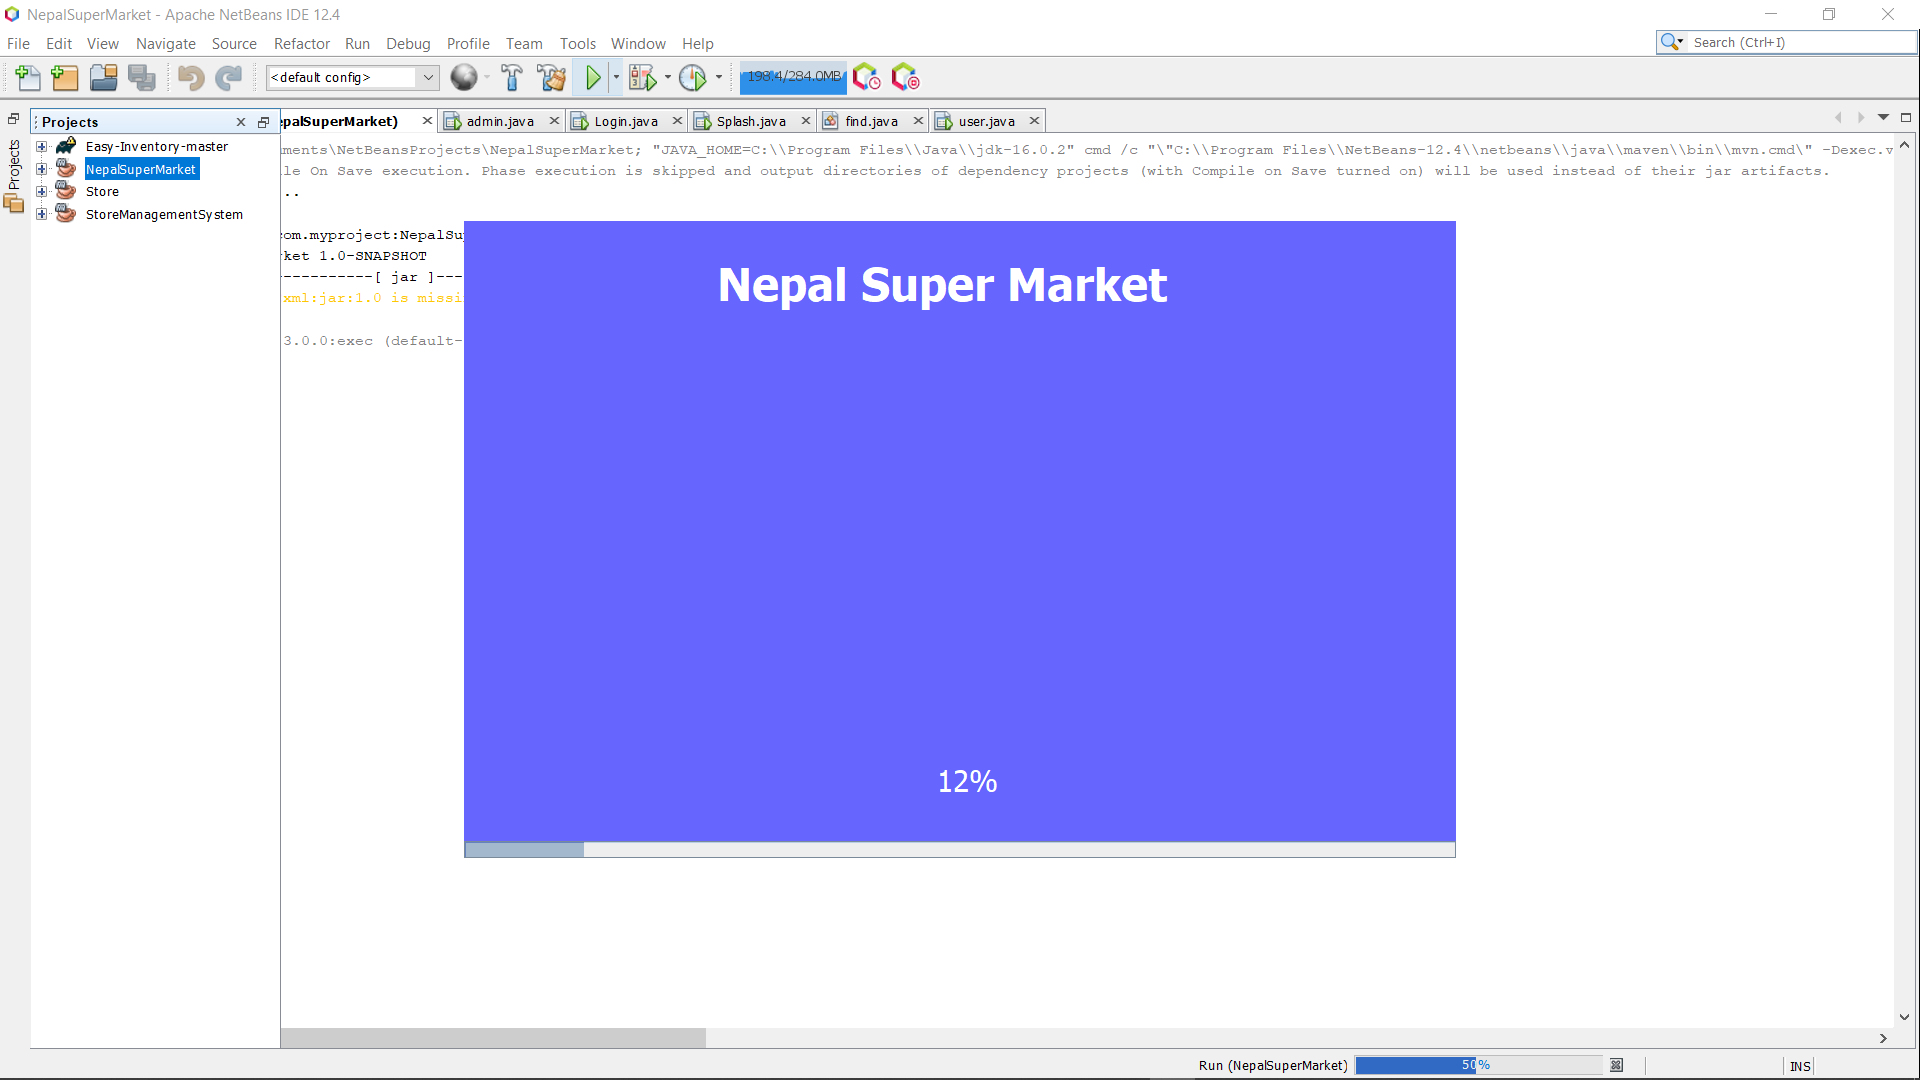 NepalSuperMarket - Apache NetBeans IDE 12.4
File Edit View Navigate Source Refactor Run Debug Profile Team Tools Window Help
Search (Ctrl+I)
<default config>
198.4/284.0MB
Projects
epalSuperMarket) admin.java Login.java Splash.java find.java user.java
Projects
Easy-Inventory-master
NepalSuperMarket
Store
StoreManagementSystem
ments\NetBeansProjects\NepalSuperMarket; "JAVA_HOME=C:\\Program Files\\Java\\jdk-16.0.2" cmd /c "\"C:\\Program Files\\NetBeans-12.4\\netbeans\\java\\maven\\bin\\mvn.cmd\" -Dexec.v
le On Save execution. Phase execution is skipped and output directories of dependency projects (with Compile on Save turned on) will be used instead of their jar artifacts.
..
com.myproject:NepalSu
ket 1.0-SNAPSHOT
-----------[ jar ]---
xml:jar:1.0 is missi
3.0.0:exec (default-
Nepal Super Market
12%
Run (NepalSuperMarket) 50% INS